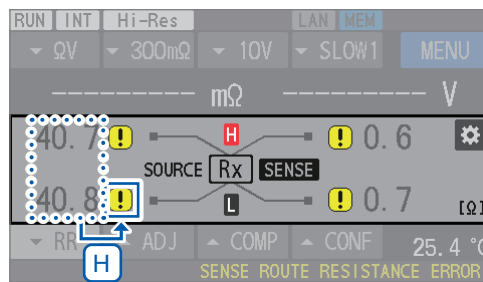 RUN INT Hi-Res LAN MEM
ΩV 300mΩ 10V SLOW1 MENU
------- mΩ ------- V
40.7 ! H ! 0.6
SOURCE Rx SENSE
40.8 ! L ! 0.7 [Ω]
RR ADJ COMP CONF 25.4 °C
H
SENSE ROUTE RESISTANCE ERROR